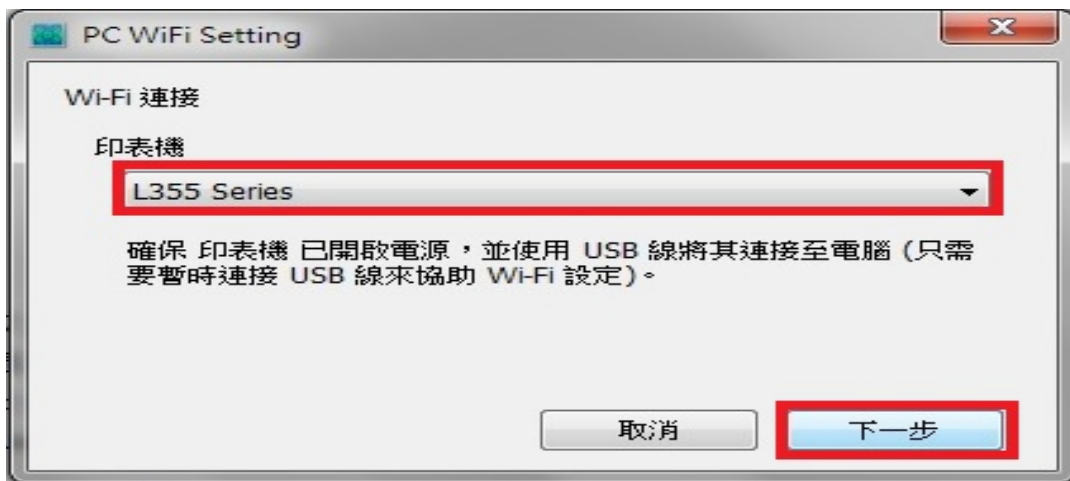 PC WiFi Setting
Wi-Fi 連接
印表機
L355 Series
確保 印表機 已開啟電源，並使用 USB 線將其連接至電腦 (只需
要暫時連接 USB 線來協助 Wi-Fi 設定)。
取消
下一步